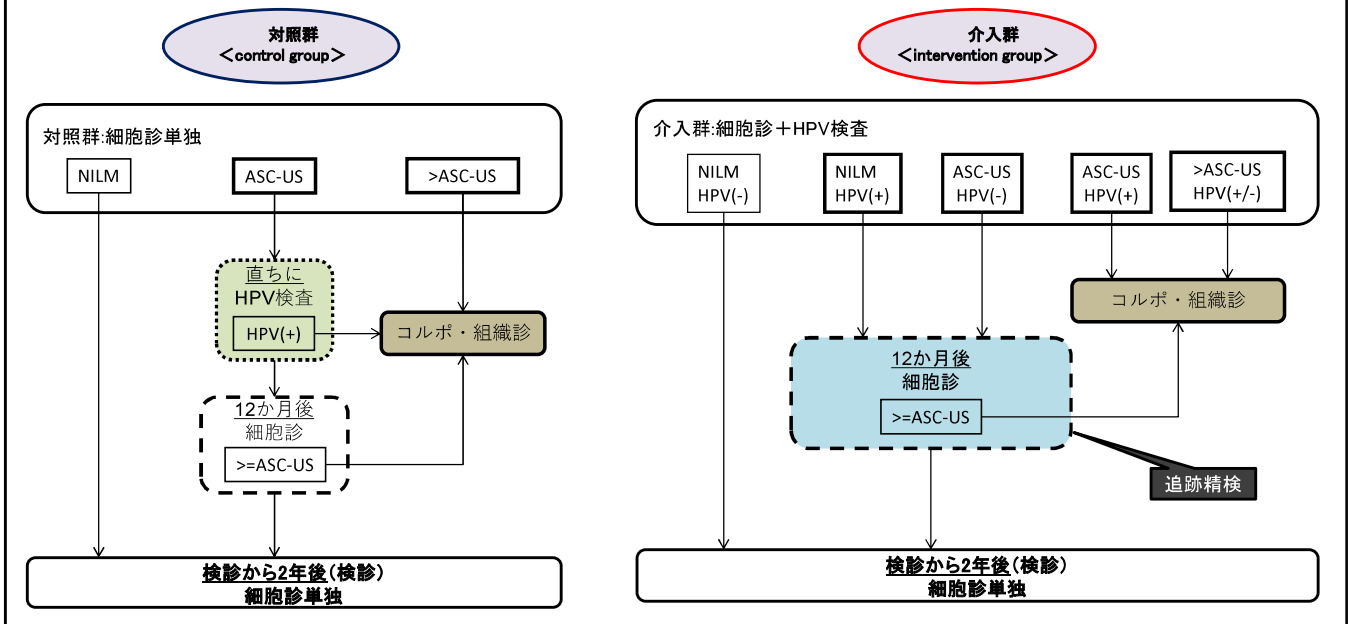 対照群
＜control group＞
対照群:細胞診単独
NILM
ASC-US
>ASC-US
直ちに
HPV検査
HPV(+)
コルポ・組織診
12か月後
細胞診
>=ASC-US
検診から2年後(検診)
細胞診単独
介入群
＜intervention group＞
介入群:細胞診＋HPV検査
NILM
HPV(-)
NILM
HPV(+)
ASC-US
HPV(-)
ASC-US
HPV(+)
>ASC-US
HPV(+/-)
コルポ・組織診
12か月後
細胞診
>=ASC-US
追跡精検
検診から2年後(検診)
細胞診単独